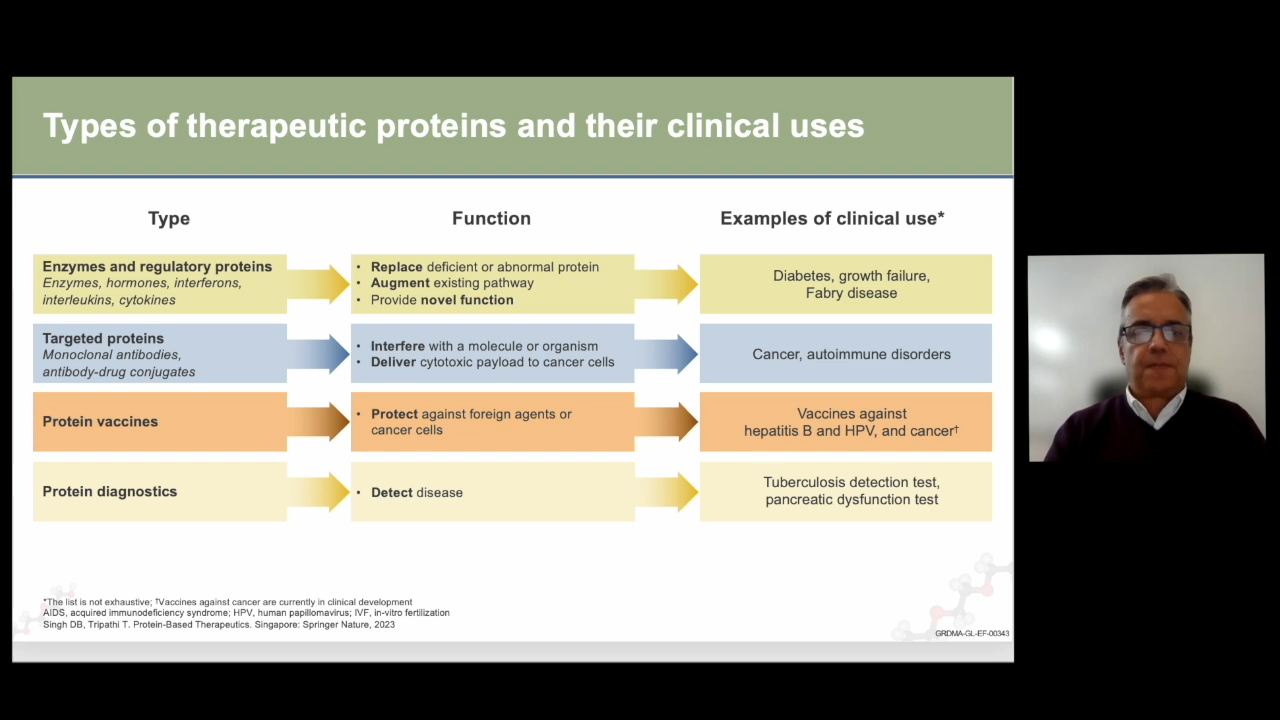 Types of therapeutic proteins and their clinical uses
Type
Function
Examples of clinical use*
Enzymes and regulatory proteins
Enzymes, hormones, interferons,
interleukins, cytokines
• Replace deficient or abnormal protein
• Augment existing pathway
• Provide novel function
Diabetes, growth failure,
Fabry disease
Targeted proteins
Monoclonal antibodies,
antibody-drug conjugates
• Interfere with a molecule or organism
• Deliver cytotoxic payload to cancer cells
Cancer, autoimmune disorders
Protein vaccines
• Protect against foreign agents or
cancer cells
Vaccines against
hepatitis B and HPV, and cancer†
Protein diagnostics
• Detect disease
Tuberculosis detection test,
pancreatic dysfunction test
*The list is not exhaustive; †Vaccines against cancer are currently in clinical development
AIDS, acquired immunodeficiency syndrome; HPV, human papillomavirus; IVF, in-vitro fertilization
Singh DB, Tripathi T. Protein-Based Therapeutics. Singapore: Springer Nature, 2023
GRDMA-GL-EF-00343